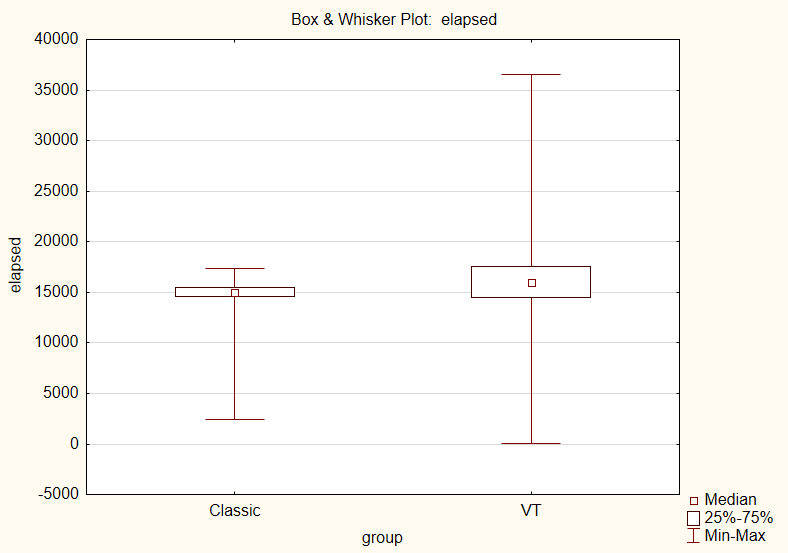 Box & Whisker Plot:  elapsed
40000
35000
30000
25000
20000
15000
10000
5000
0
-5000
elapsed
Classic
VT
group
Median
25%-75%
Min-Max